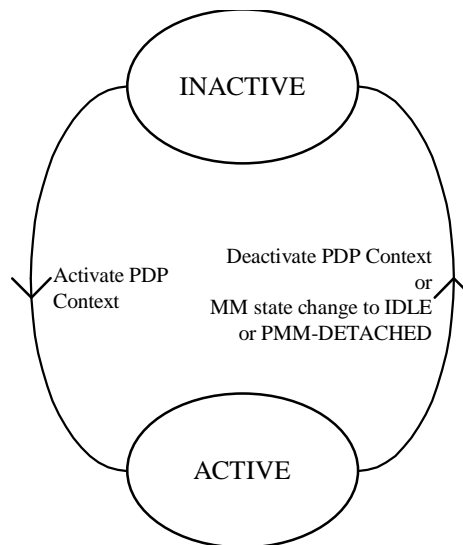 INACTIVE
Activate PDP
Context
Deactivate PDP Context
or
MM state change to IDLE
or PMM-DETACHED
ACTIVE